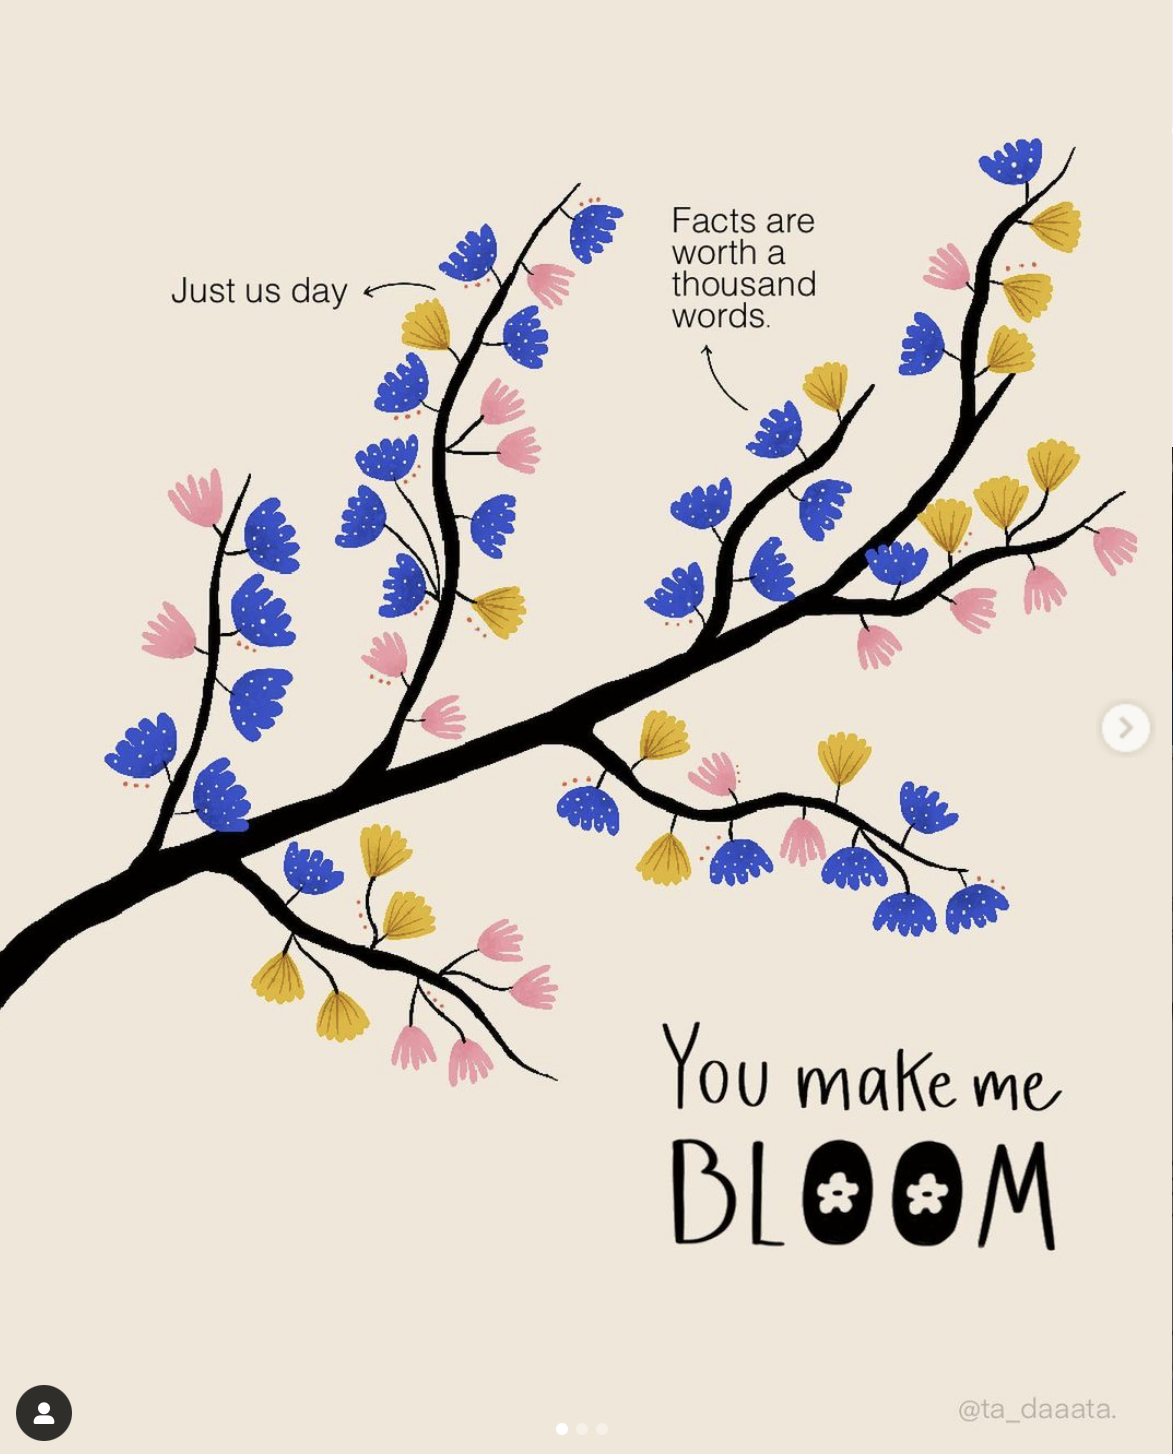 Just us day
Facts are
worth a
thousand
words.
You make me
BLOOM
@ta_daaata.